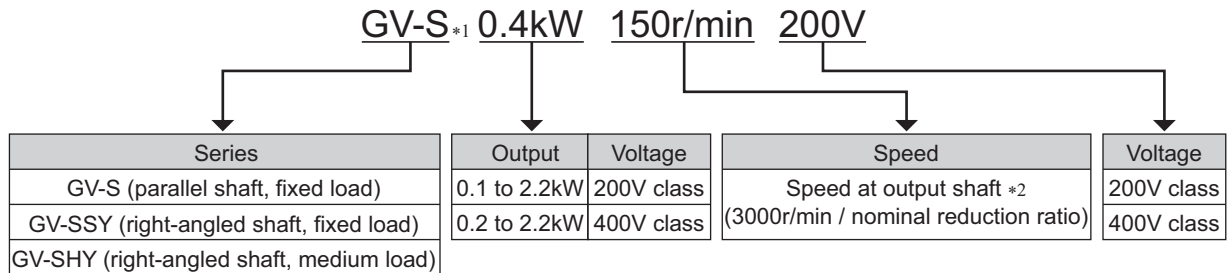 GV-S*1 0.4kW 150r/min 200V
Series
GV-S (parallel shaft, fixed load)
GV-SSY (right-angled shaft, fixed load)
GV-SHY (right-angled shaft, medium load)
Output Voltage
0.1 to 2.2kW 200V class
0.2 to 2.2kW 400V class
Speed
Speed at output shaft *2
(3000r/min / nominal reduction ratio)
Voltage
200V class
400V class